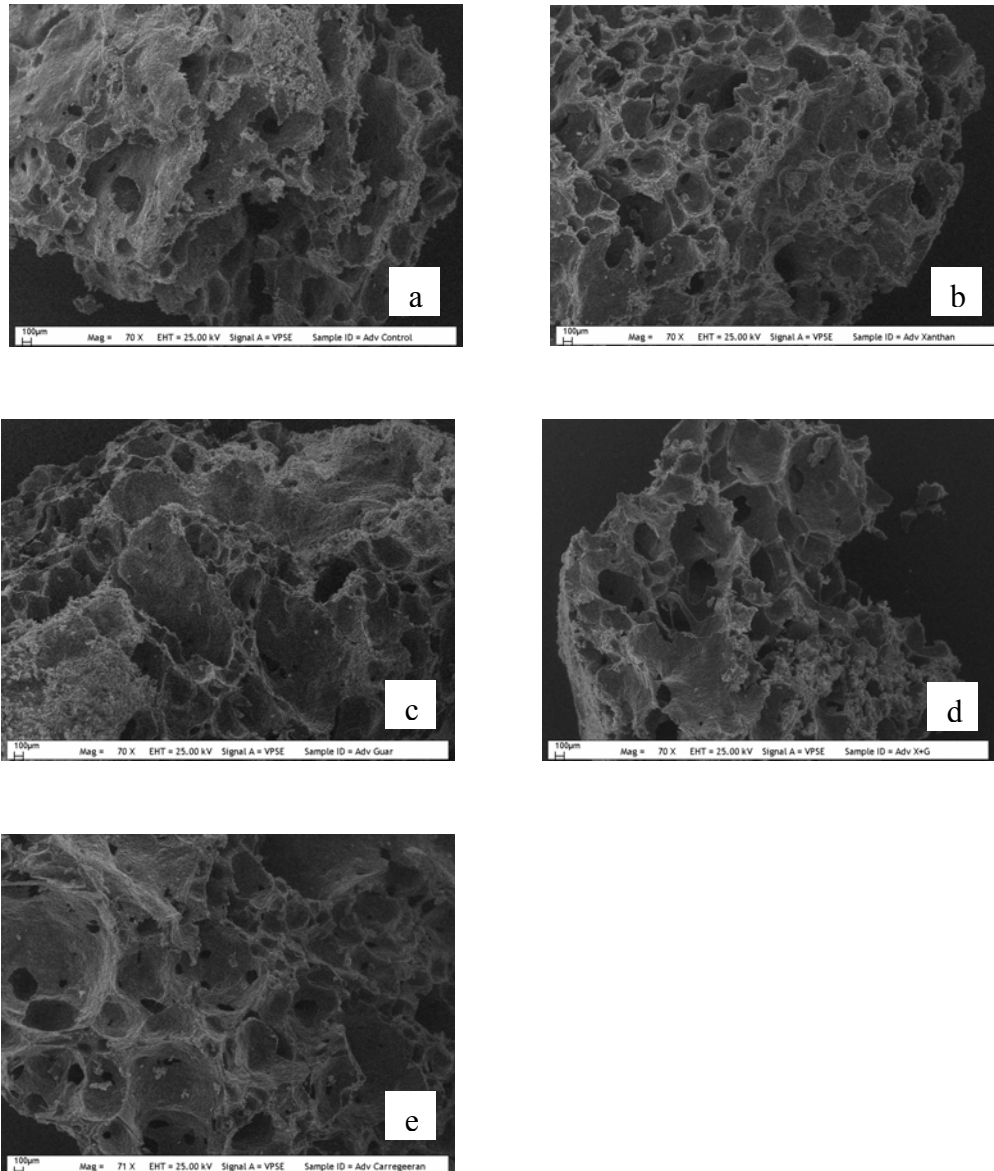 a
b
100µm Mag = 70 X EHT = 25.00 kV Signal A = VPSE Sample ID = Adv Control
100µm Mag = 70 X EHT = 25.00 kV Signal A = VPSE Sample ID = Adv Xanthan
c
d
100µm Mag = 70 X EHT = 25.00 kV Signal A = VPSE Sample ID = Adv Guar
100µm Mag = 70 X EHT = 25.00 kV Signal A = VPSE Sample ID = Adv X+G
e
100µm Mag = 71 X EHT = 25.00 kV Signal A = VPSE Sample ID = Adv Carregeeran